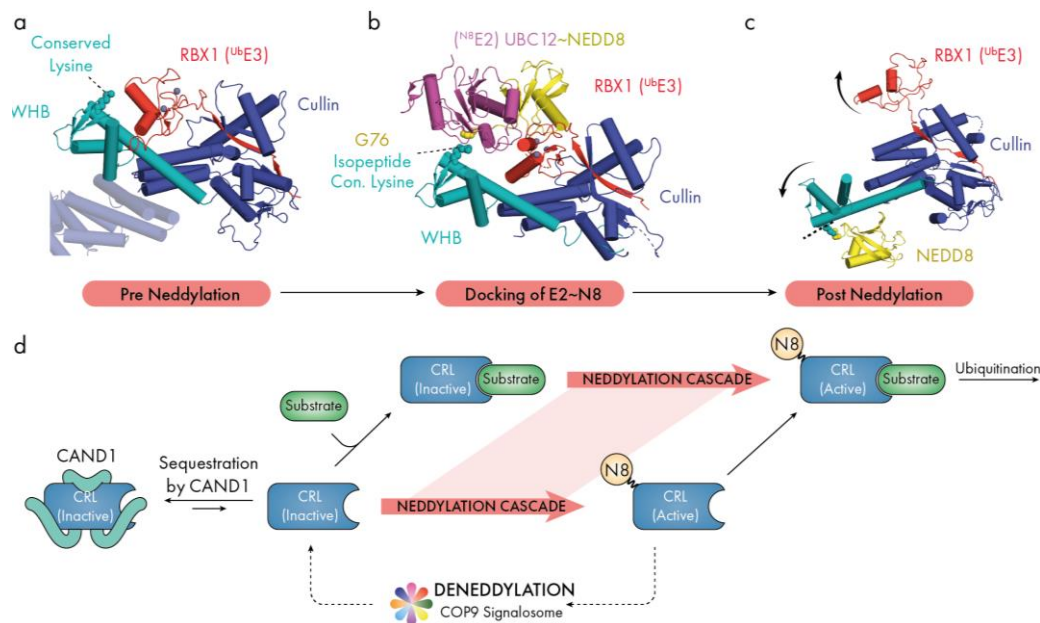 a
Conserved
Lysine
RBX1 (UbE3)
WHB
Cullin
b
(N8E2) UBC12~NEDD8
RBX1 (UbE3)
G76
Isopeptide
Con. Lysine
Cullin
WHB
c
RBX1 (UbE3)
Cullin
NEDD8
Pre Neddylation
Docking of E2~N8
Post Neddylation
d
CRL
(Inactive)
Substrate
NEDDYLATION CASCADE
N8
CRL
(Active)
Substrate
Ubiquitination
Substrate
CAND1
CRL
(Inactive)
Sequestration
by CAND1
CRL
(Inactive)
NEDDYLATION CASCADE
N8
CRL
(Active)
DENEDDYLATION
COP9 Signalosome